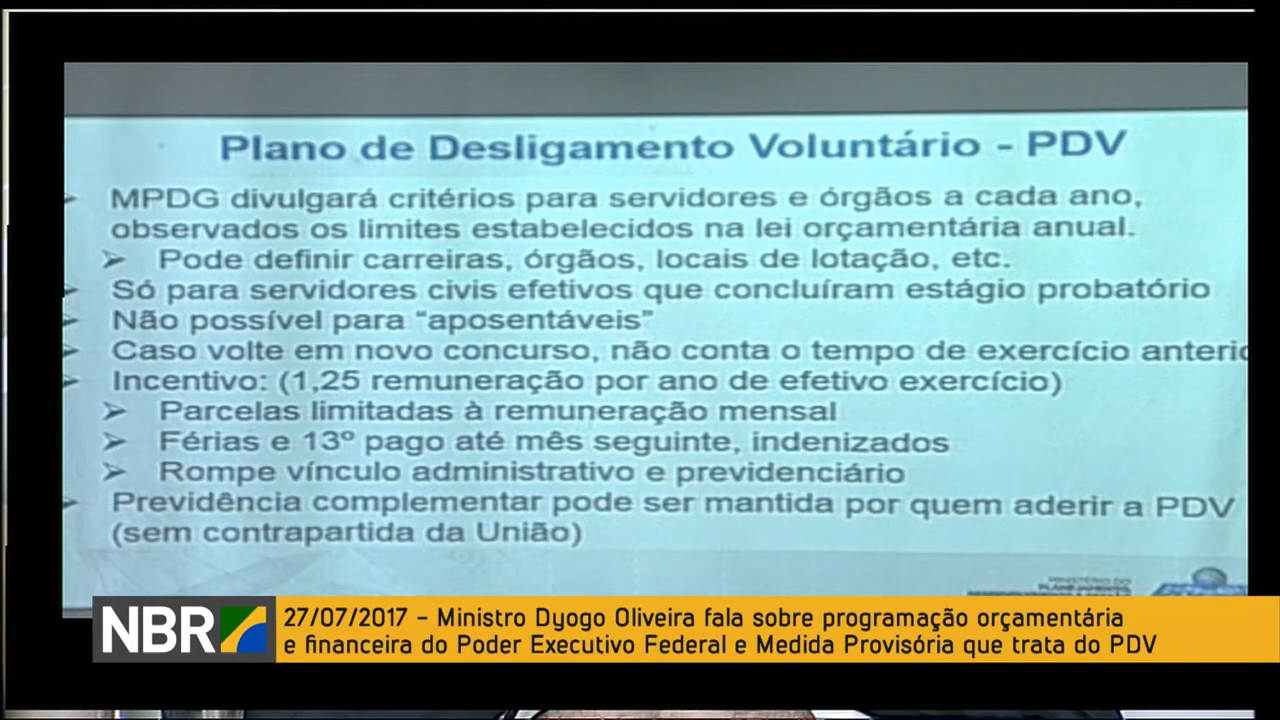 Plano de Desligamento Voluntário - PDV
➢ MPDG divulgará critérios para servidores e órgãos a cada ano,
observados os limites estabelecidos na lei orçamentária anual.
➢ Pode definir carreiras, órgãos, locais de lotação, etc.
➢ Só para servidores civis efetivos que concluíram estágio probatório
➢ Não possível para “aposentáveis”
➢ Caso volte em novo concurso, não conta o tempo de exercício anterio
➢ Incentivo: (1,25 remuneração por ano de efetivo exercício)
➢ Parcelas limitadas à remuneração mensal
➢ Férias e 13º pago até mês seguinte, indenizados
➢ Rompe vínculo administrativo e previdenciário
➢ Previdência complementar pode ser mantida por quem aderir a PDV
(sem contrapartida da União)
MINISTÉRIO DO
PLANEJAMENTO
NBR
27/07/2017 - Ministro Dyogo Oliveira fala sobre programação orçamentária
e financeira do Poder Executivo Federal e Medida Provisória que trata do PDV